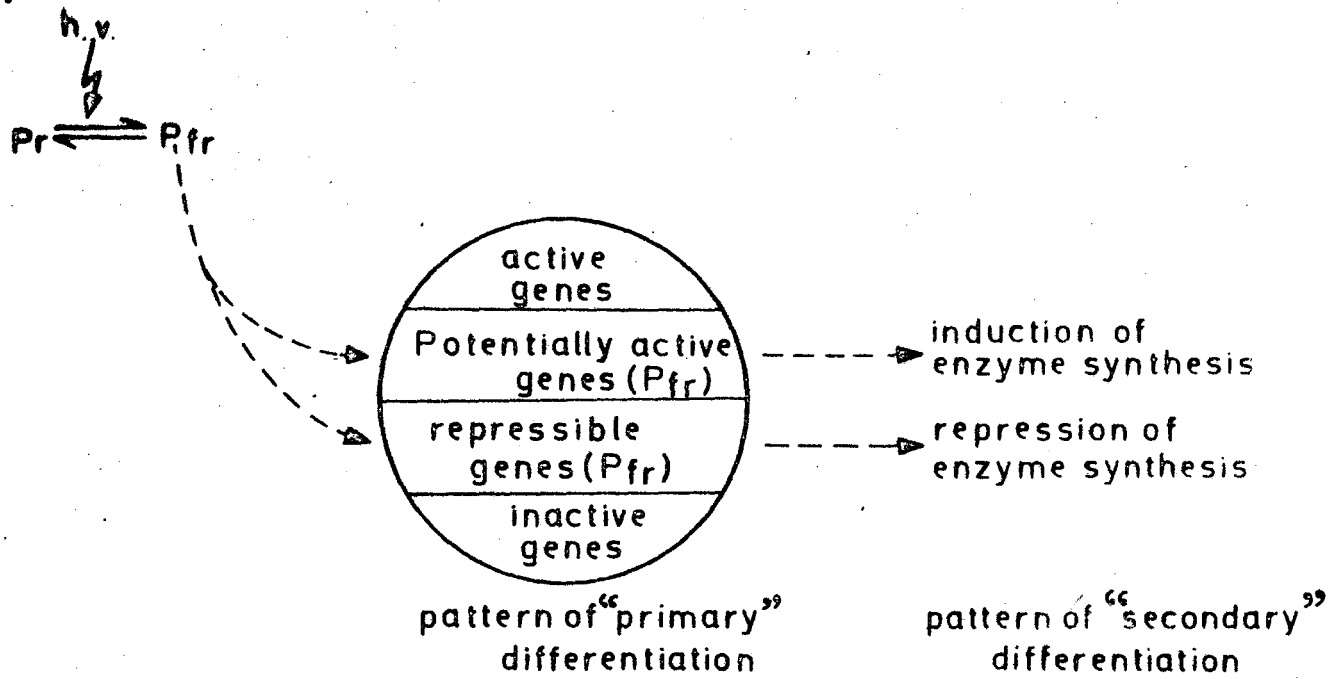 h.v.
Pr Pfr
active
genes
Potentially active
genes (Pfr)
repressible
genes (Pfr)
inactive
genes
induction of
enzyme synthesis
repression of
enzyme synthesis
pattern of “primary”
differentiation
pattern of “secondary”
differentiation